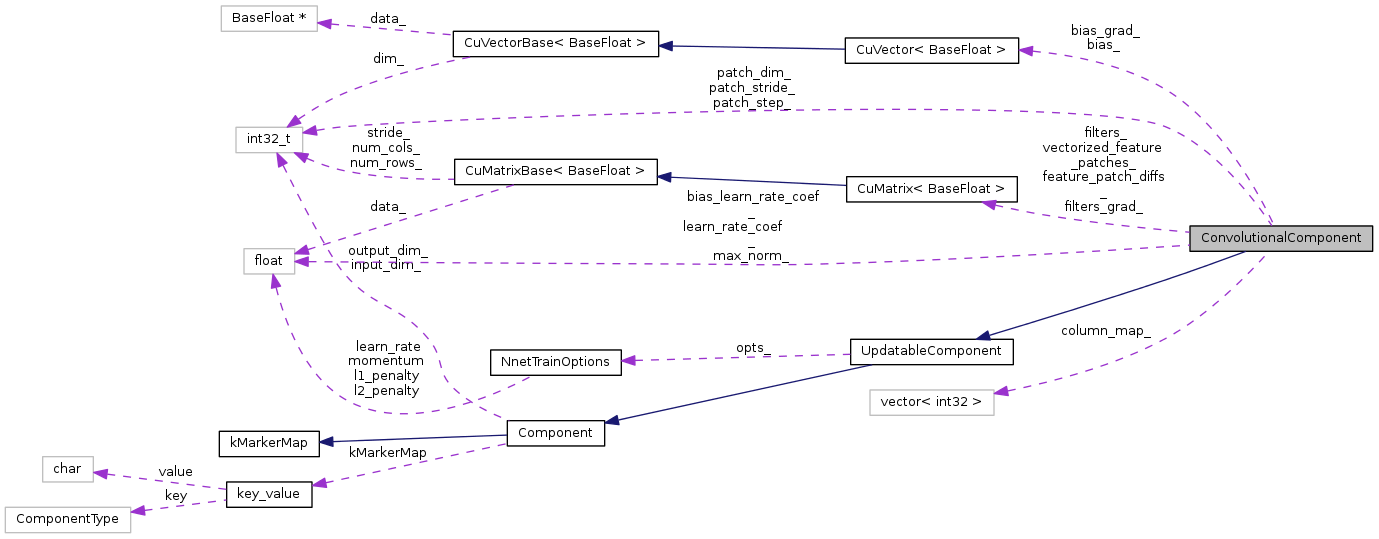 BaseFloat *
data_
CuVectorBase< BaseFloat >
CuVector< BaseFloat >
bias_grad_
bias_
dim_
patch_dim_
patch_stride_
patch_step_
int32_t
stride_
num_cols_
num_rows_
filters_
vectorized_feature
_patches_
feature_patch_diffs
_
filters_grad_
CuMatrixBase< BaseFloat >
CuMatrix< BaseFloat >
data_
bias_learn_rate_coef
_
learn_rate_coef
_
max_norm_
ConvolutionalComponent
float
output_dim_
input_dim_
column_map_
learn_rate
momentum
l1_penalty
l2_penalty
NnetTrainOptions
opts_
UpdatableComponent
vector< int32 >
Component
kMarkerMap
kMarkerMap
char
value
key
key_value
ComponentType